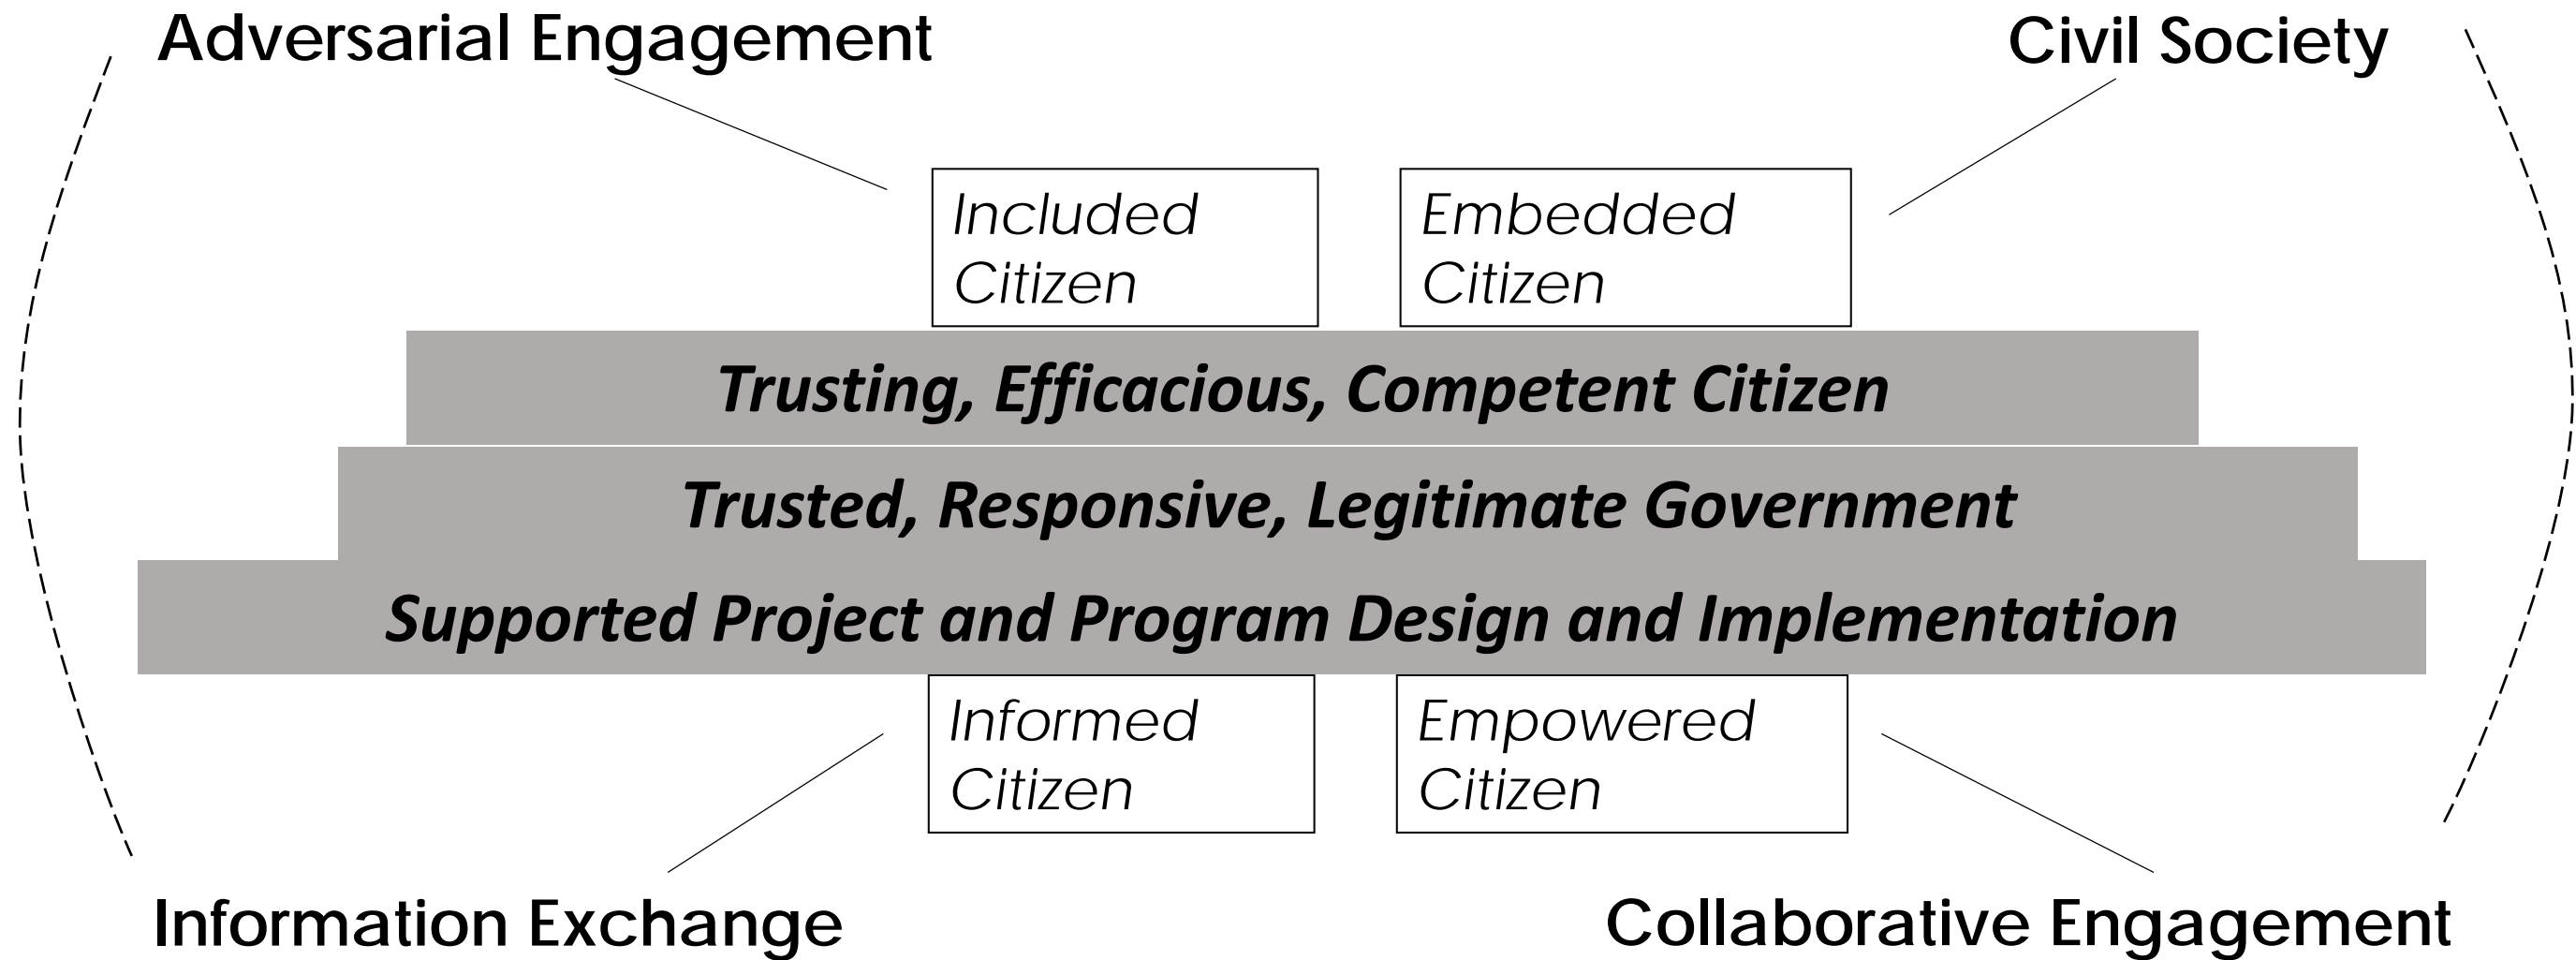 Adversarial Engagement
Civil Society
Included
Citizen
Embedded
Citizen
Trusting, Efficacious, Competent Citizen
Trusted, Responsive, Legitimate Government
Supported Project and Program Design and Implementation
Informed
Citizen
Empowered
Citizen
Information Exchange
Collaborative Engagement